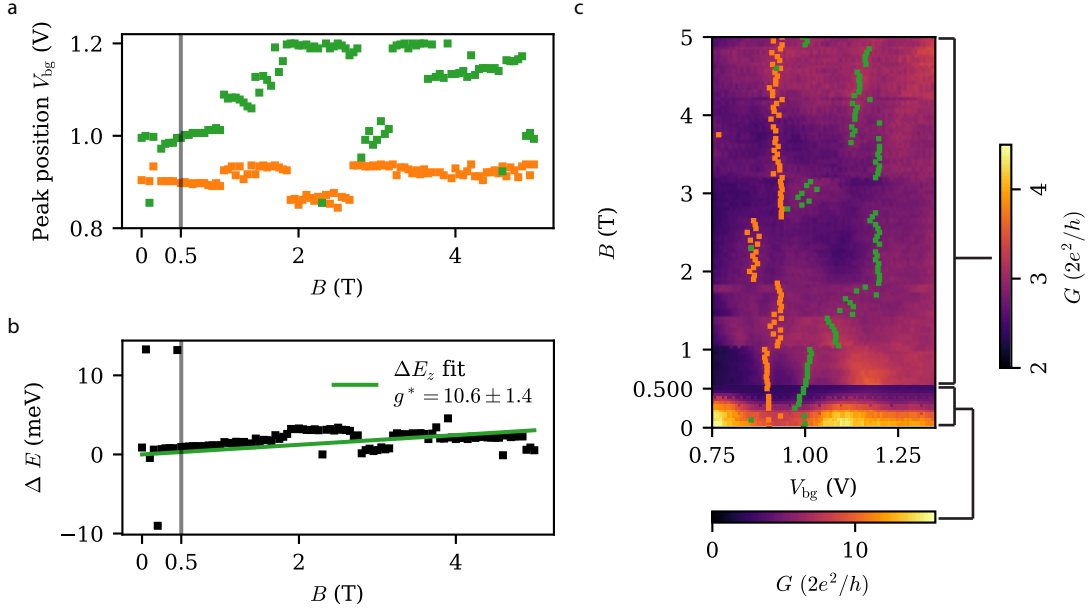 a
Peak position V_bg (V)
1.2
1.0
0.8
0
0.5
2
4
B (T)
b
Δ E (meV)
10
0
−10
ΔE_z fit
g* = 10.6 ± 1.4
0
0.5
2
4
B (T)
c
B (T)
5
4
3
2
1
0.500
0
0.75
1.00
1.25
V_bg (V)
4
3
2
G (2e²/h)
0
10
G (2e²/h)